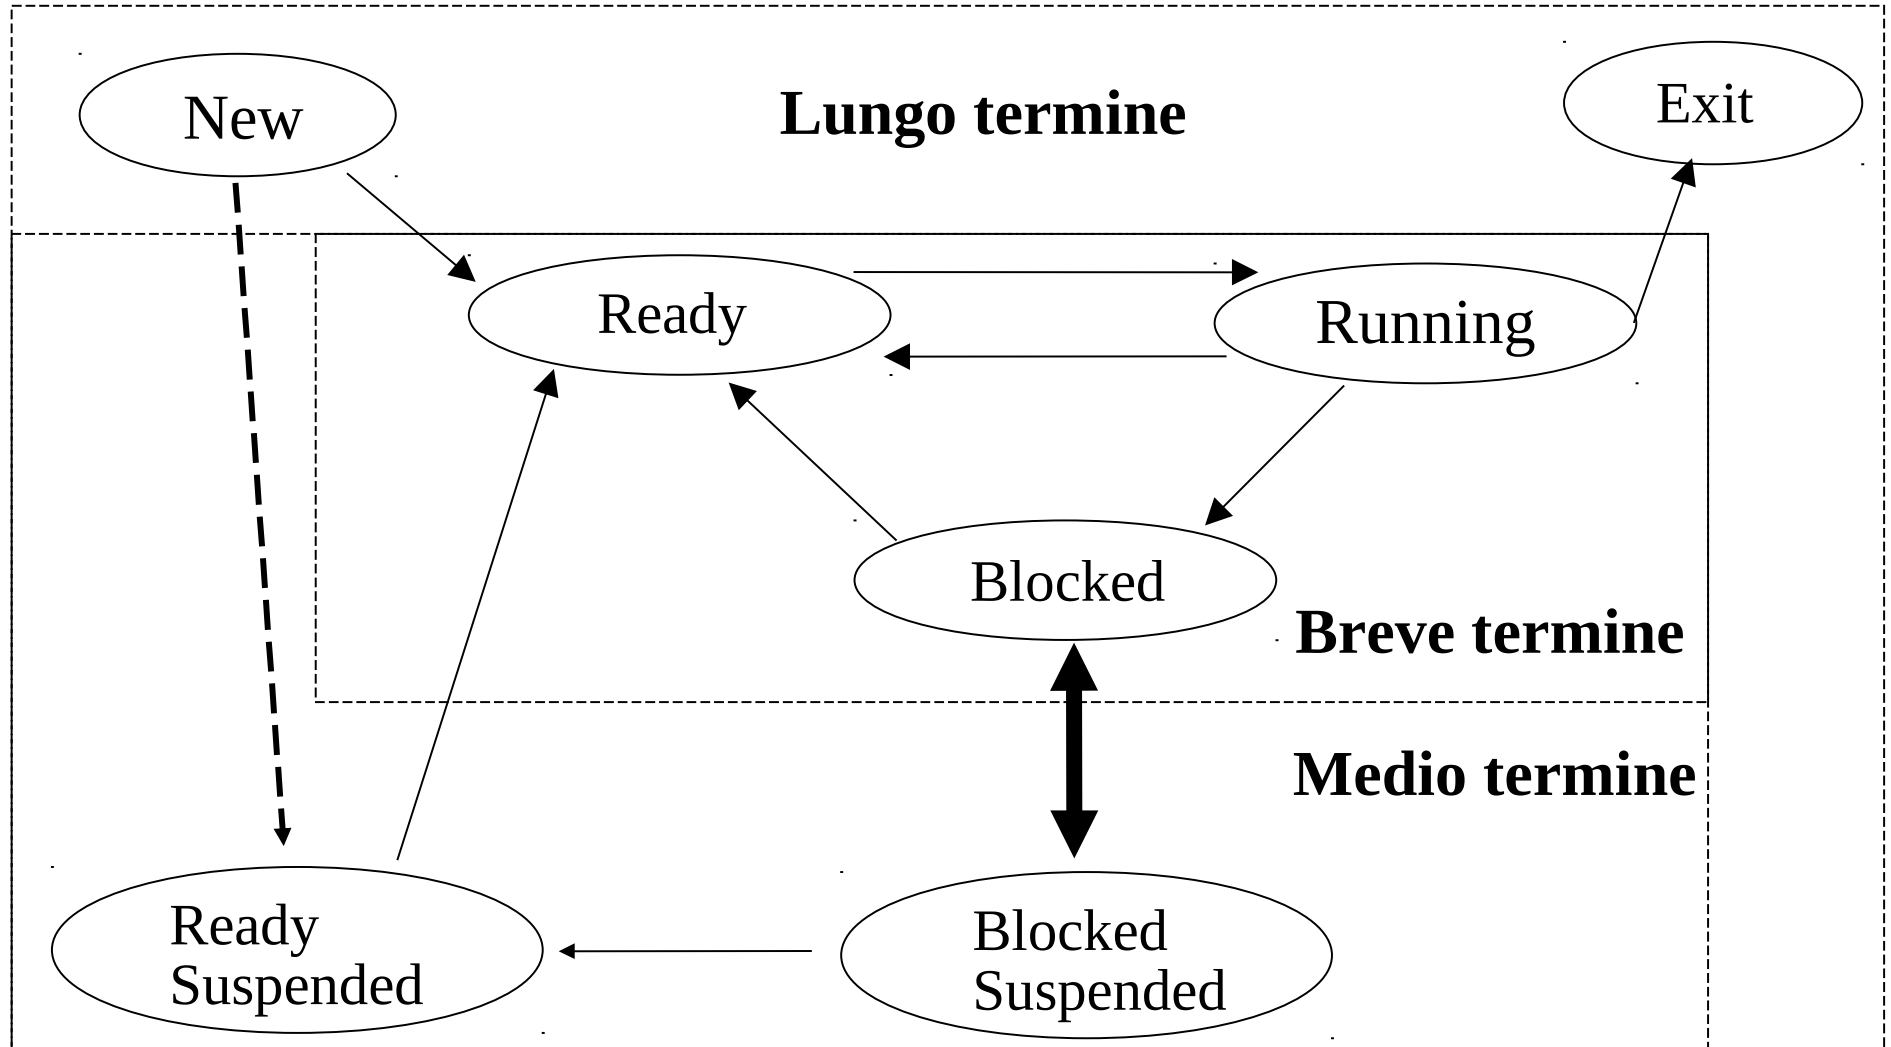 New
Lungo termine
Exit
Ready
Running
Blocked
Breve termine
Medio termine
Ready
Suspended
Blocked
Suspended